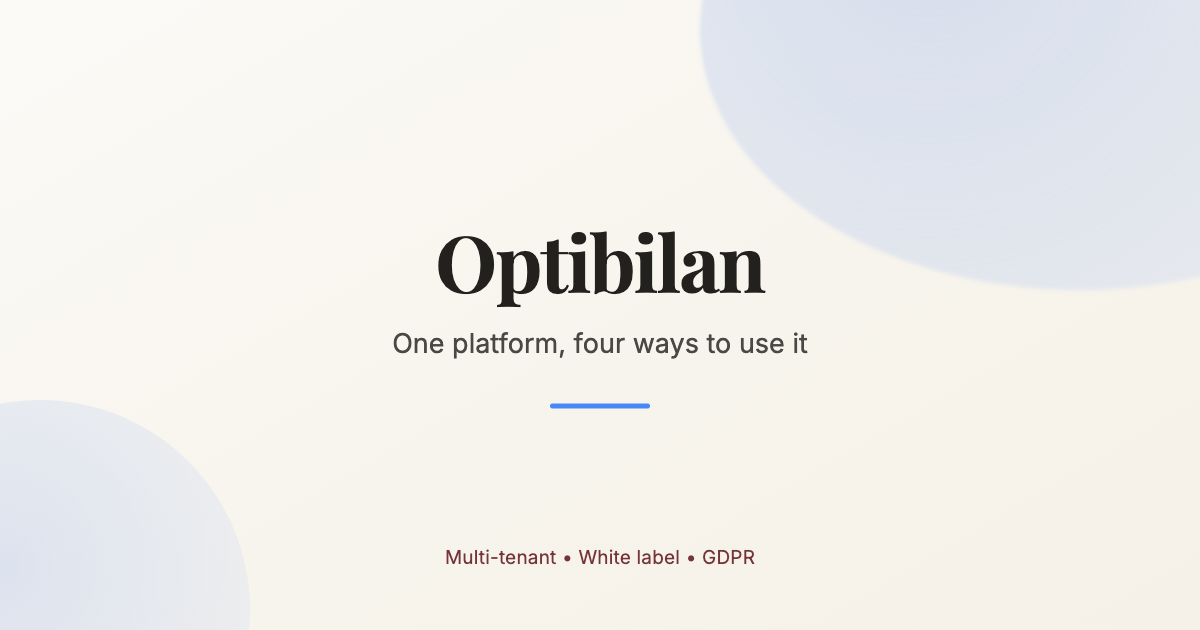 Optibilan
One platform, four ways to use it
Multi-tenant • White label • GDPR